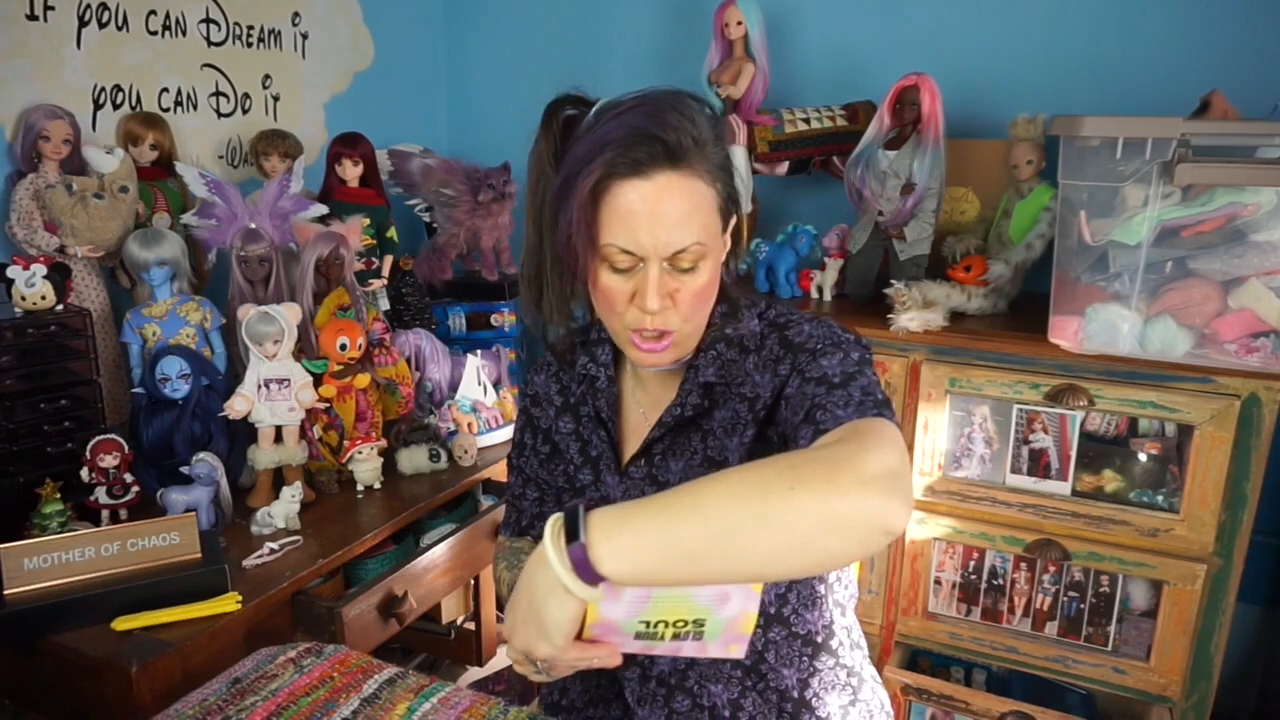 IF YOU CAN DREAM IT
YOU CAN DO IT
MOTHER OF CHAOS
GLOW YOUR
SOUL